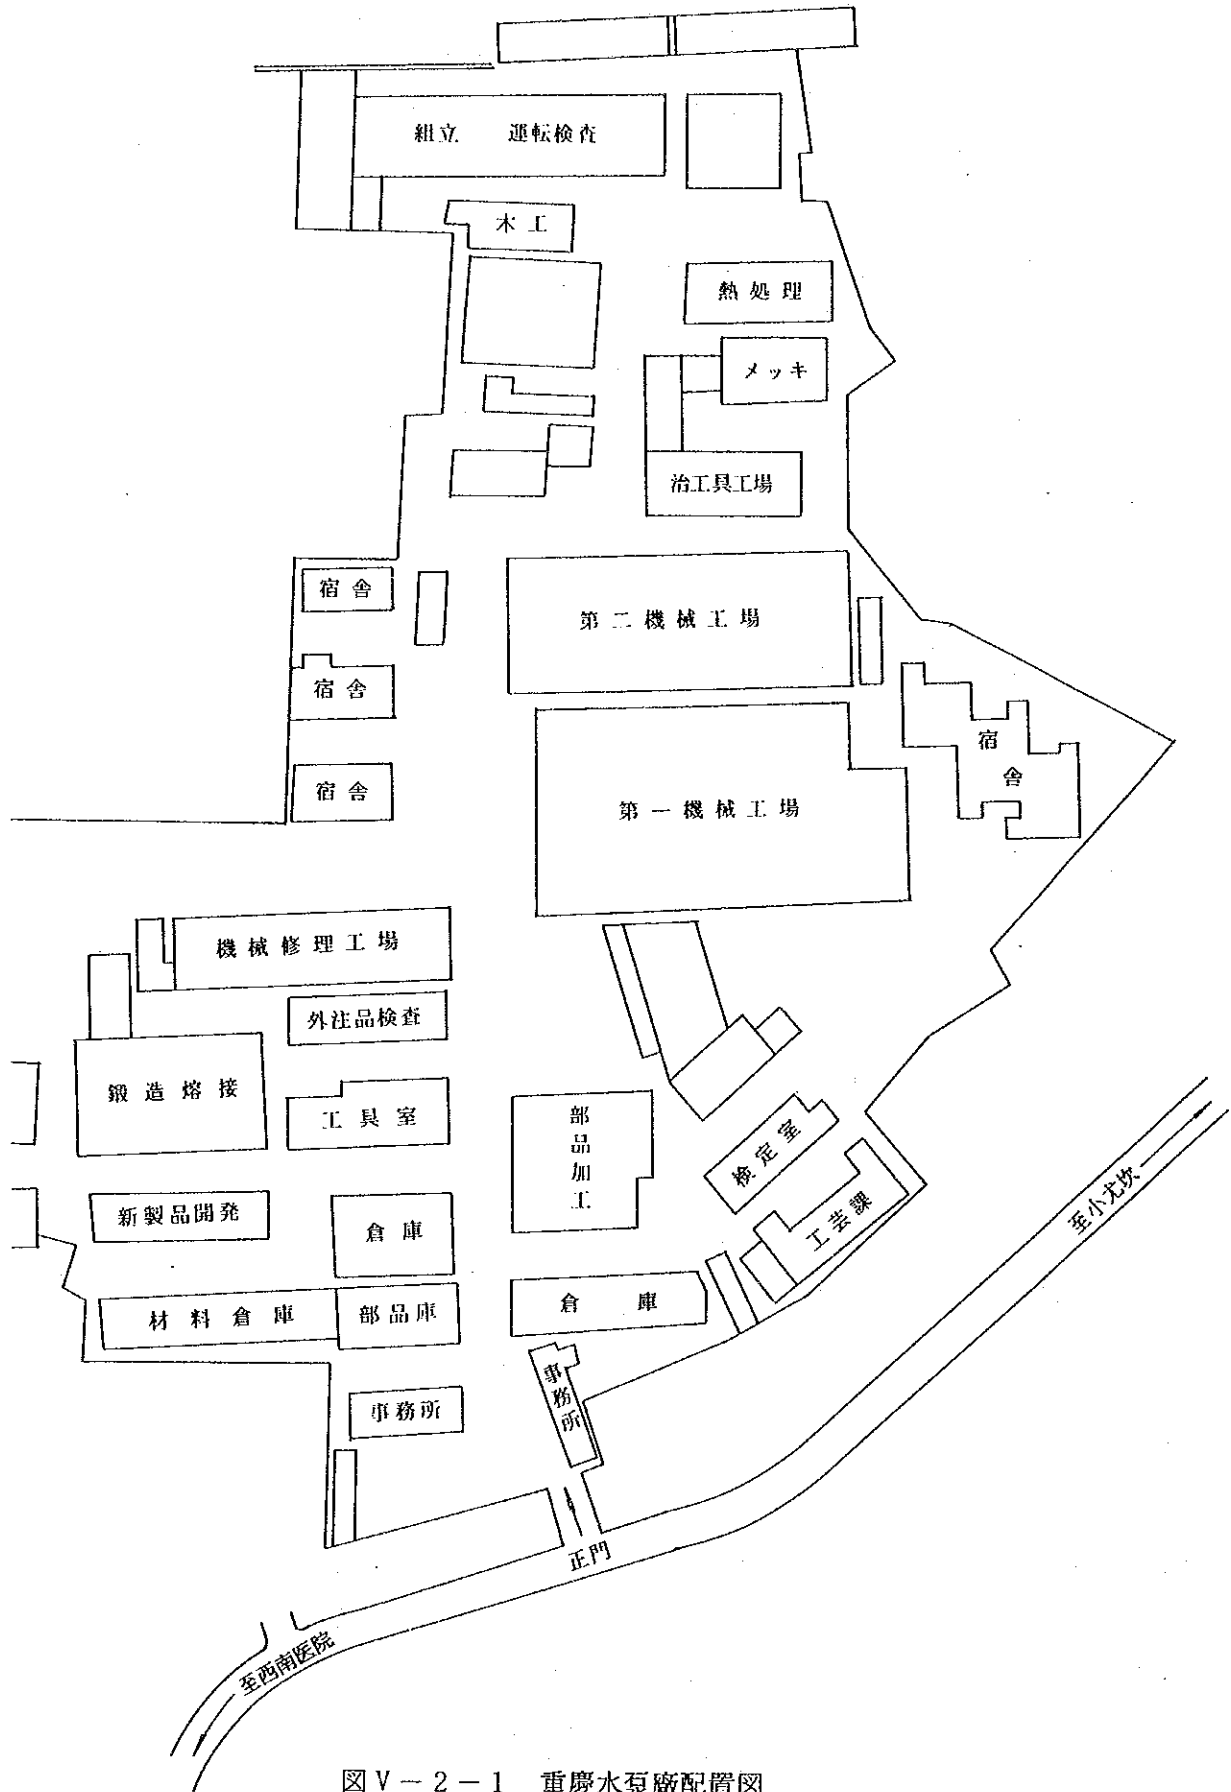 組立 運転検査
木工
熱処理
メッキ
治工具工場
宿舎
第二機械工場
宿舎
宿舎
宿舎
第一機械工場
機械修理工場
外注品検査
鍛造熔接
工具室
部品加工
検定室
新製品開発
倉庫
工芸課
至小尤坎
材料倉庫
部品庫
倉庫
事務所
事務所
正門
至西南医院
図V-2-1 重慶水泵廠配置図